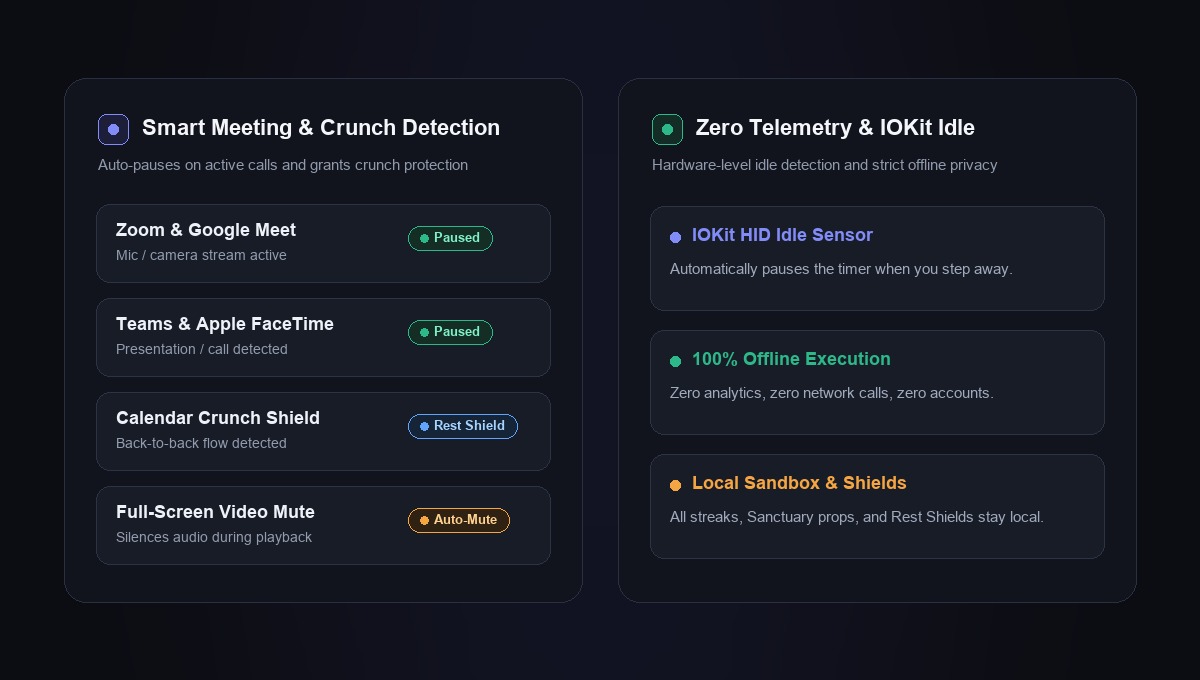 Smart Meeting & Crunch Detection
Auto-pauses on active calls and grants crunch protection
Zoom & Google Meet
Mic / camera stream active
Paused
Teams & Apple FaceTime
Presentation / call detected
Paused
Calendar Crunch Shield
Back-to-back flow detected
Rest Shield
Full-Screen Video Mute
Silences audio during playback
Auto-Mute
Zero Telemetry & IOKit Idle
Hardware-level idle detection and strict offline privacy
IOKit HID Idle Sensor
Automatically pauses the timer when you step away.
100% Offline Execution
Zero analytics, zero network calls, zero accounts.
Local Sandbox & Shields
All streaks, Sanctuary props, and Rest Shields stay local.